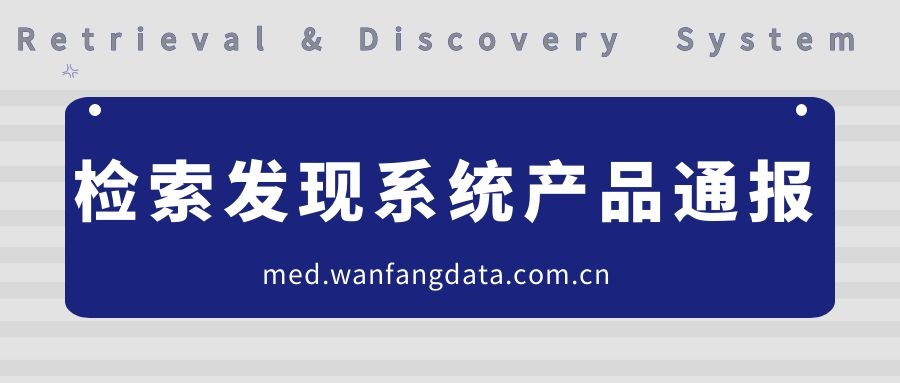 Retrieval & Discovery System
检索发现系统产品通报
med.wanfangdata.com.cn